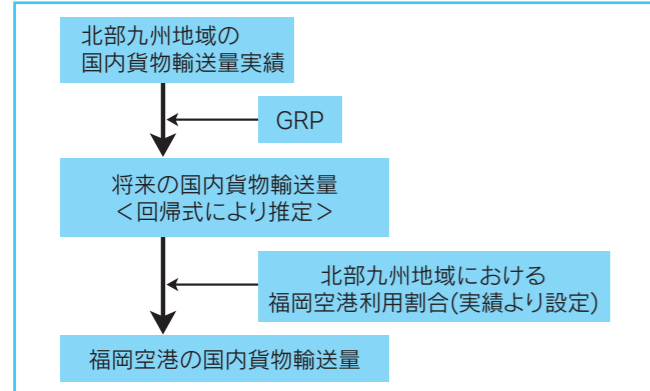 北部九州地域の
国内貨物輸送量実績
GRP
将来の国内貨物輸送量
＜回帰式により推定＞
北部九州地域における
福岡空港利用割合(実績より設定)
福岡空港の国内貨物輸送量